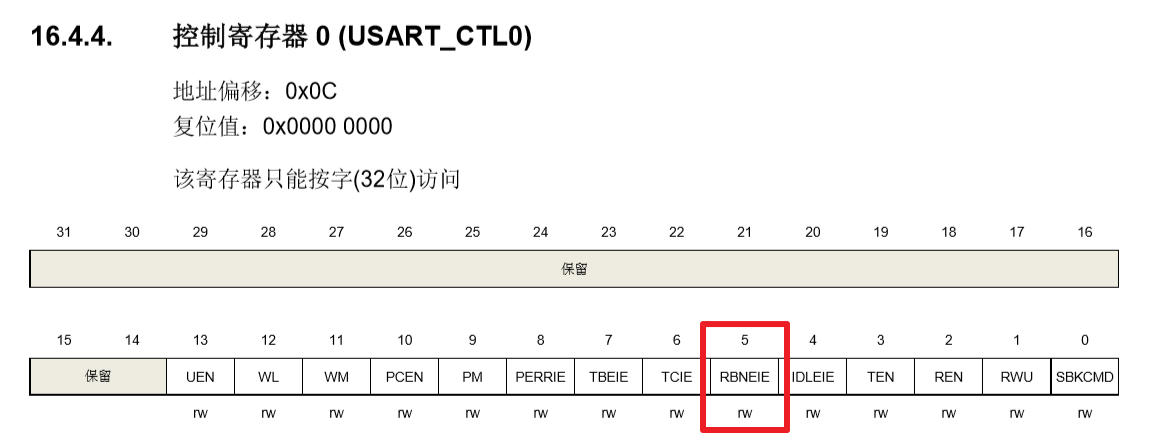 16.4.4. 控制寄存器 0 (USART_CTL0)
地址偏移：0x0C
复位值：0x0000 0000
该寄存器只能按字(32位)访问
31 30 29 28 27 26 25 24 23 22 21 20 19 18 17 16
保留
15 14 13 12 11 10 9 8 7 6 5 4 3 2 1 0
保留 UEN WL WM PCEN PM PERRIE TBEIE TCIE RBNEIE IDLEIE TEN REN RWU SBKCMD
rw rw rw rw rw rw rw rw rw rw rw rw rw rw